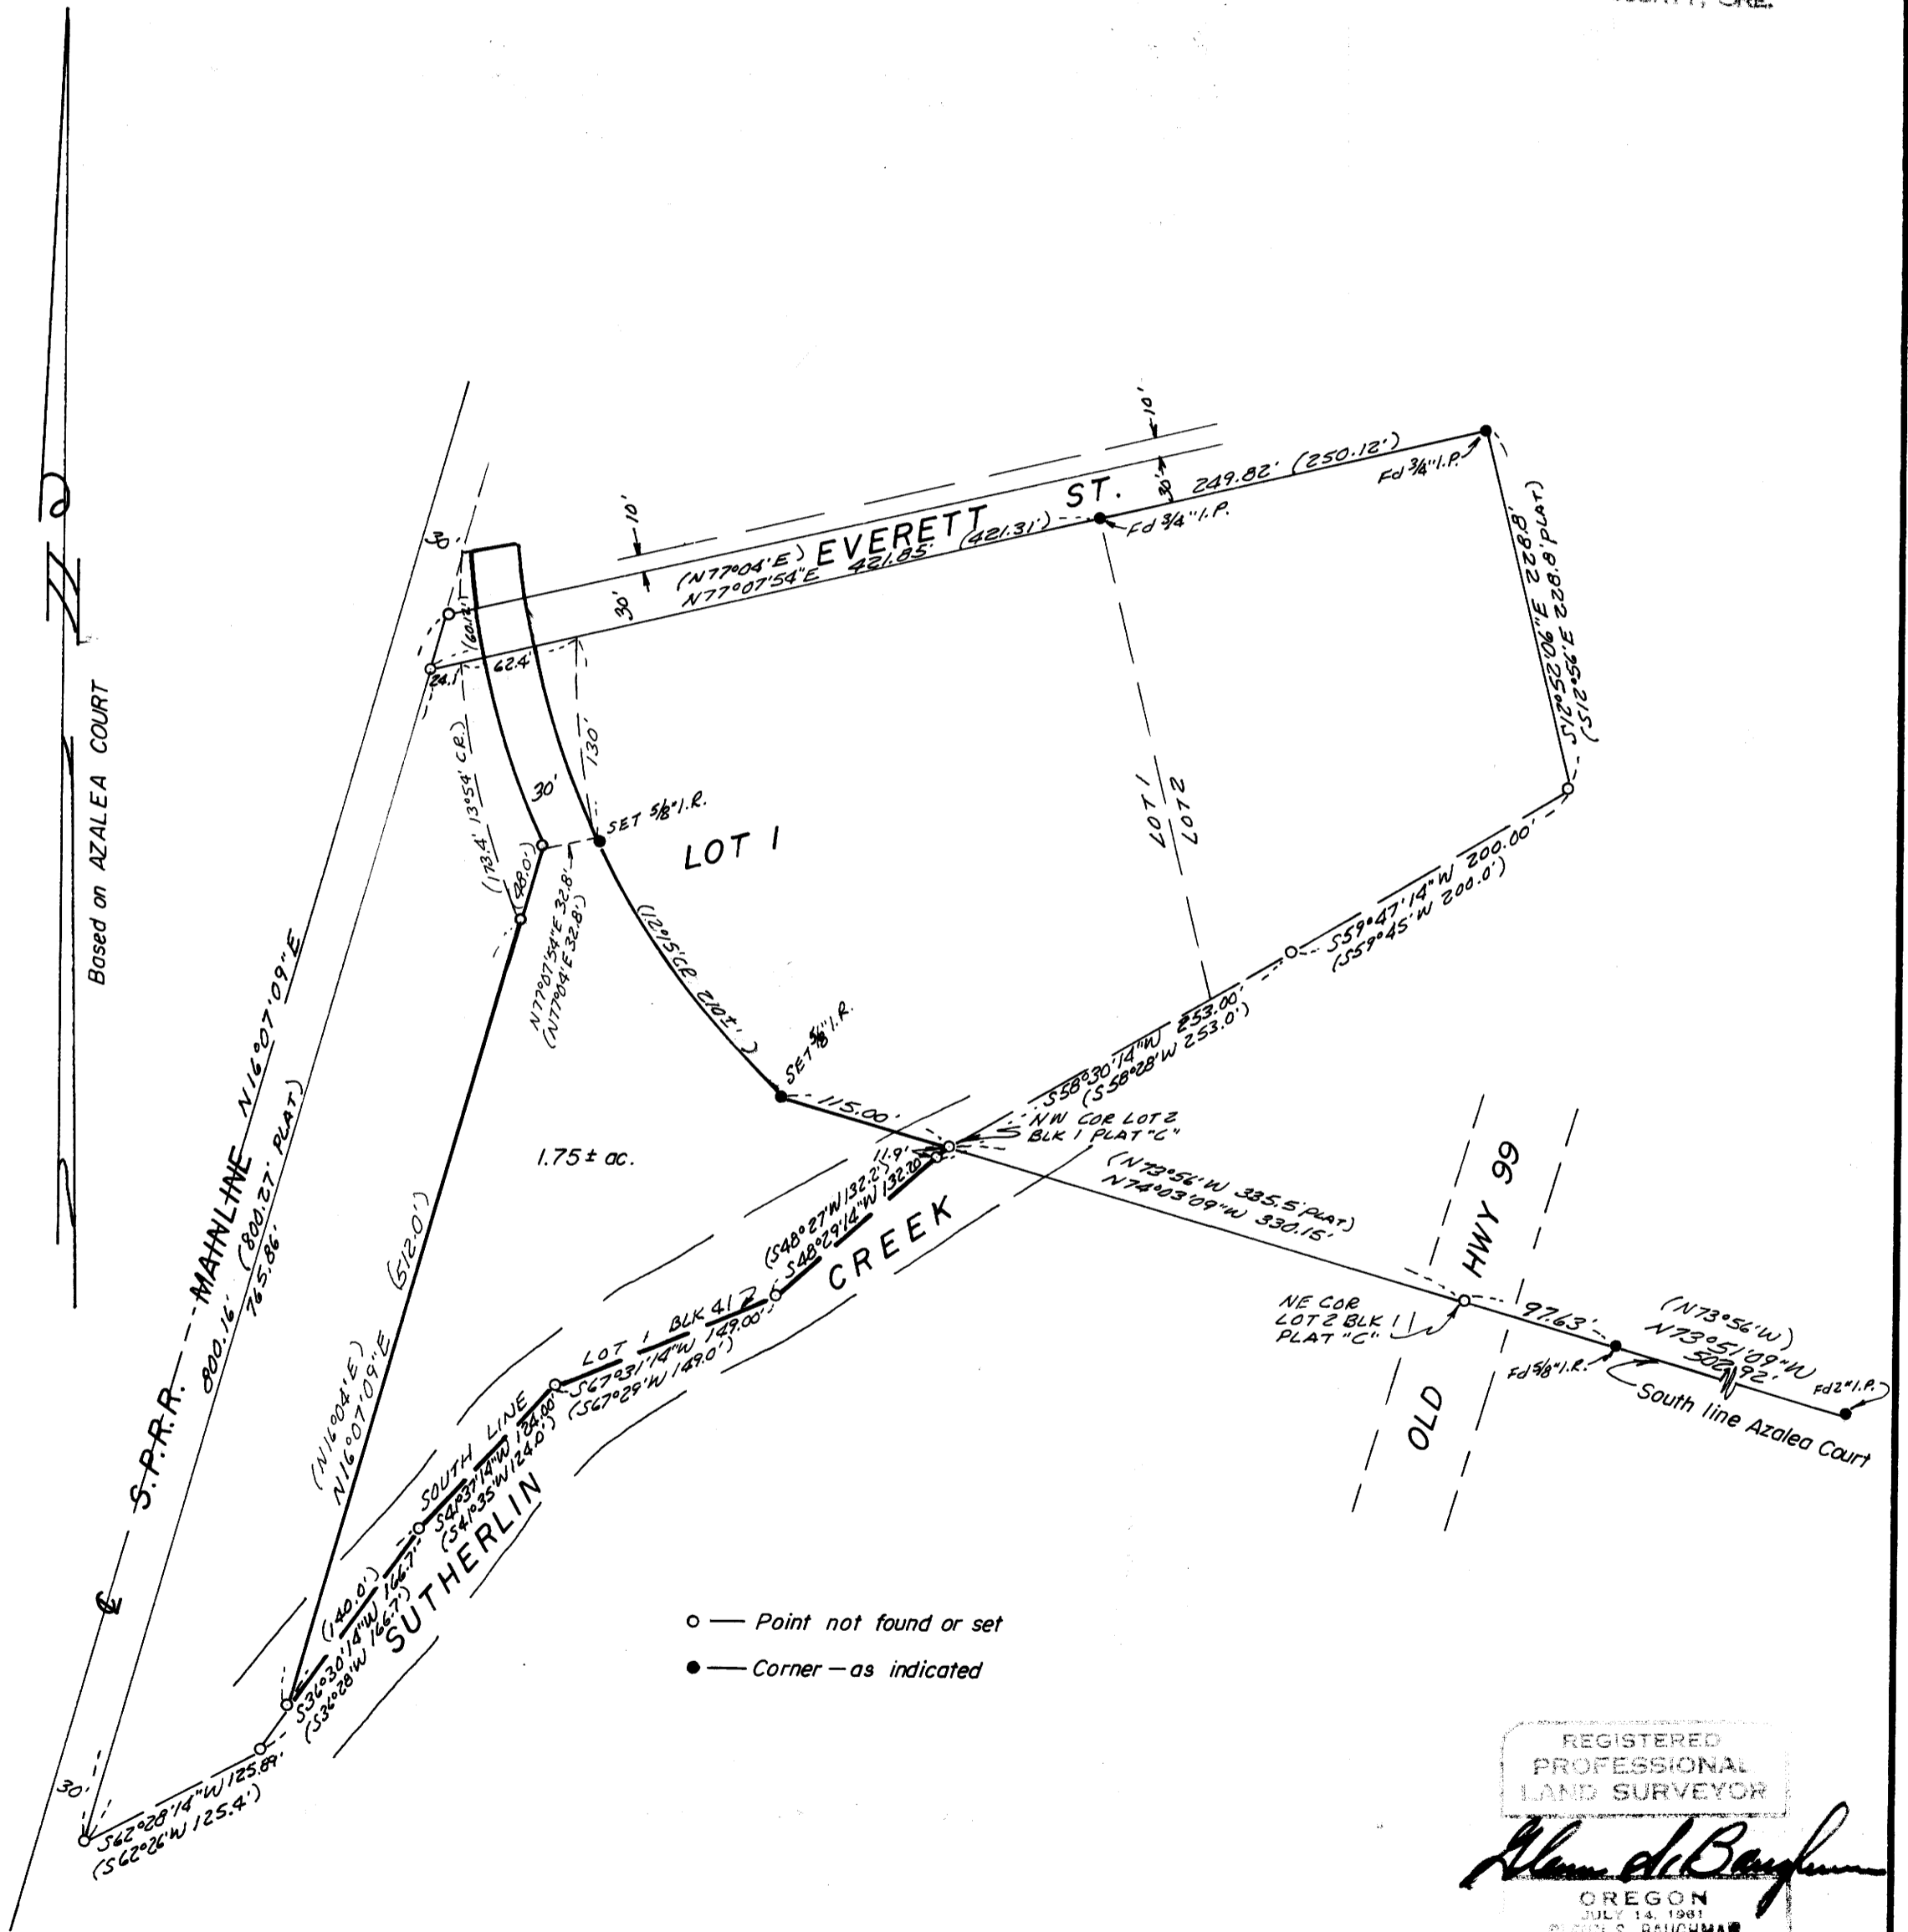 N
Based on AZALEA COURT
10'
10'
30'
30'
30'
249.82' (250.12')
Fd 3/4" I.P.
Fd 3/4" I.P.
EVERETT ST.
(N77°04'E)
(421.31')
N77°07'54"E 421.85'
(60.12')
24.1'
62.4'
130'
(173.4' 13°54' CR.)
30'
(48.0')
SET 5/8" I.R.
LOT 1
N77°07'54"E 32.8'
(N77°04'E 32.8')
LOT 1
LOT 2
S12°52'06"E 228.8'
(S12°56'E 228.8' PLAT)
S59°47'14"W 200.00'
(S59°45'W 200.0')
S58°30'14"W 253.00'
(S58°28'W 253.0')
SET 5/8" I.R.
115.00'
NW COR LOT 2
BLK 1 PLAT "C"
11.9'
1.75 ± ac.
(S48°27'W 132.2')
S48°29'14"W 132.20'
(N73°56'W 335.5' PLAT)
N74°03'09"W 330.15'
OLD HWY 99
NE COR
LOT 2 BLK 1
PLAT "C"
97.63'
Fd 5/8" I.R.
(N73°56'W)
N73°51'09"W
502.92'
Fd 2" I.P.
South line Azalea Court
S.P.R.R. MAINLINE N16°07'09"E
800.16' (800.27' PLAT)
765.86'
(512.0')
(N16°04'E)
N16°07'09"E
SOUTH LINE LOT 1 BLK 41
S67°31'14"W 149.00'
(S67°29'W 149.0')
S41°37'14"W 124.00'
(S41°35'W 124.0')
(140.0')
S36°30'14"W 166.7'
(S36°28'W 166.7')
SUTHERLIN CREEK
30'
S62°28'14"W 125.89'
(S62°26'W 125.4')
Point not found or set
Corner — as indicated
REGISTERED
PROFESSIONAL
LAND SURVEYOR
OREGON
JULY 14, 1961